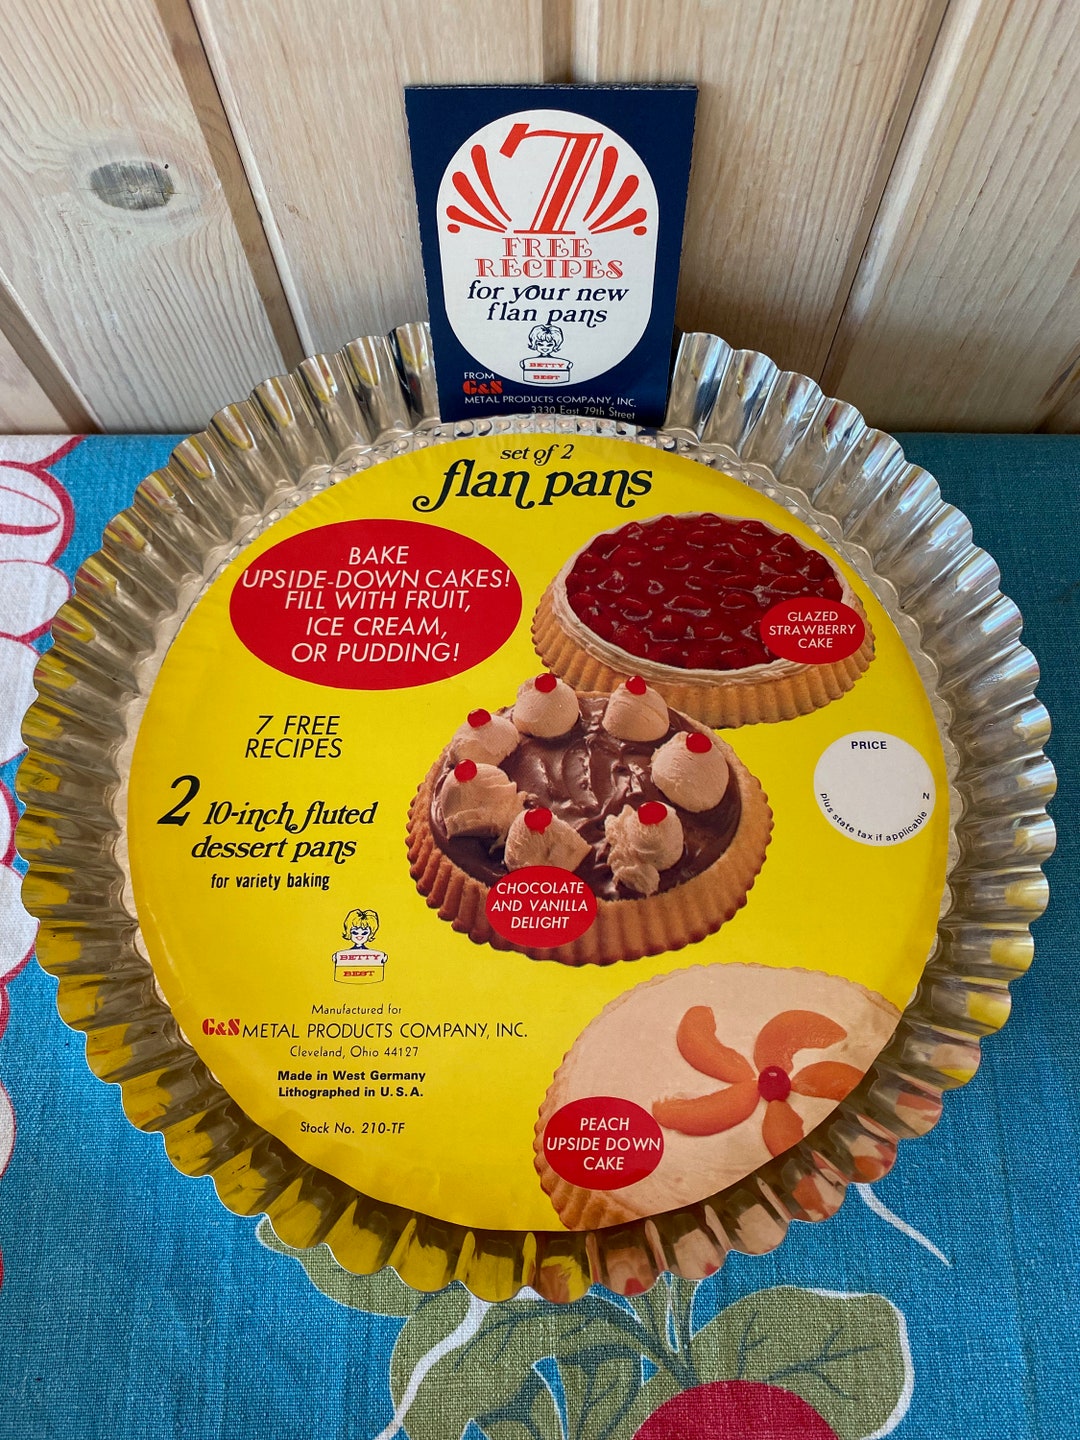 7
FREE
RECIPES
for your new
flan pans
BETTY
BEST
FROM
G&S
METAL PRODUCTS COMPANY, INC.
3330 East 79th Street
set of 2
flan pans
BAKE
UPSIDE-DOWN CAKES!
FILL WITH FRUIT,
ICE CREAM,
OR PUDDING!
GLAZED
STRAWBERRY
CAKE
7 FREE
RECIPES
PRICE
plus state tax if applicable
N
2 10-inch fluted
dessert pans
for variety baking
CHOCOLATE
AND VANILLA
DELIGHT
BETTY
BEST
Manufactured for
G&S METAL PRODUCTS COMPANY, INC.
Cleveland, Ohio 44127
Made in West Germany
Lithographed in U.S.A.
Stock No. 210-TF
PEACH
UPSIDE DOWN
CAKE